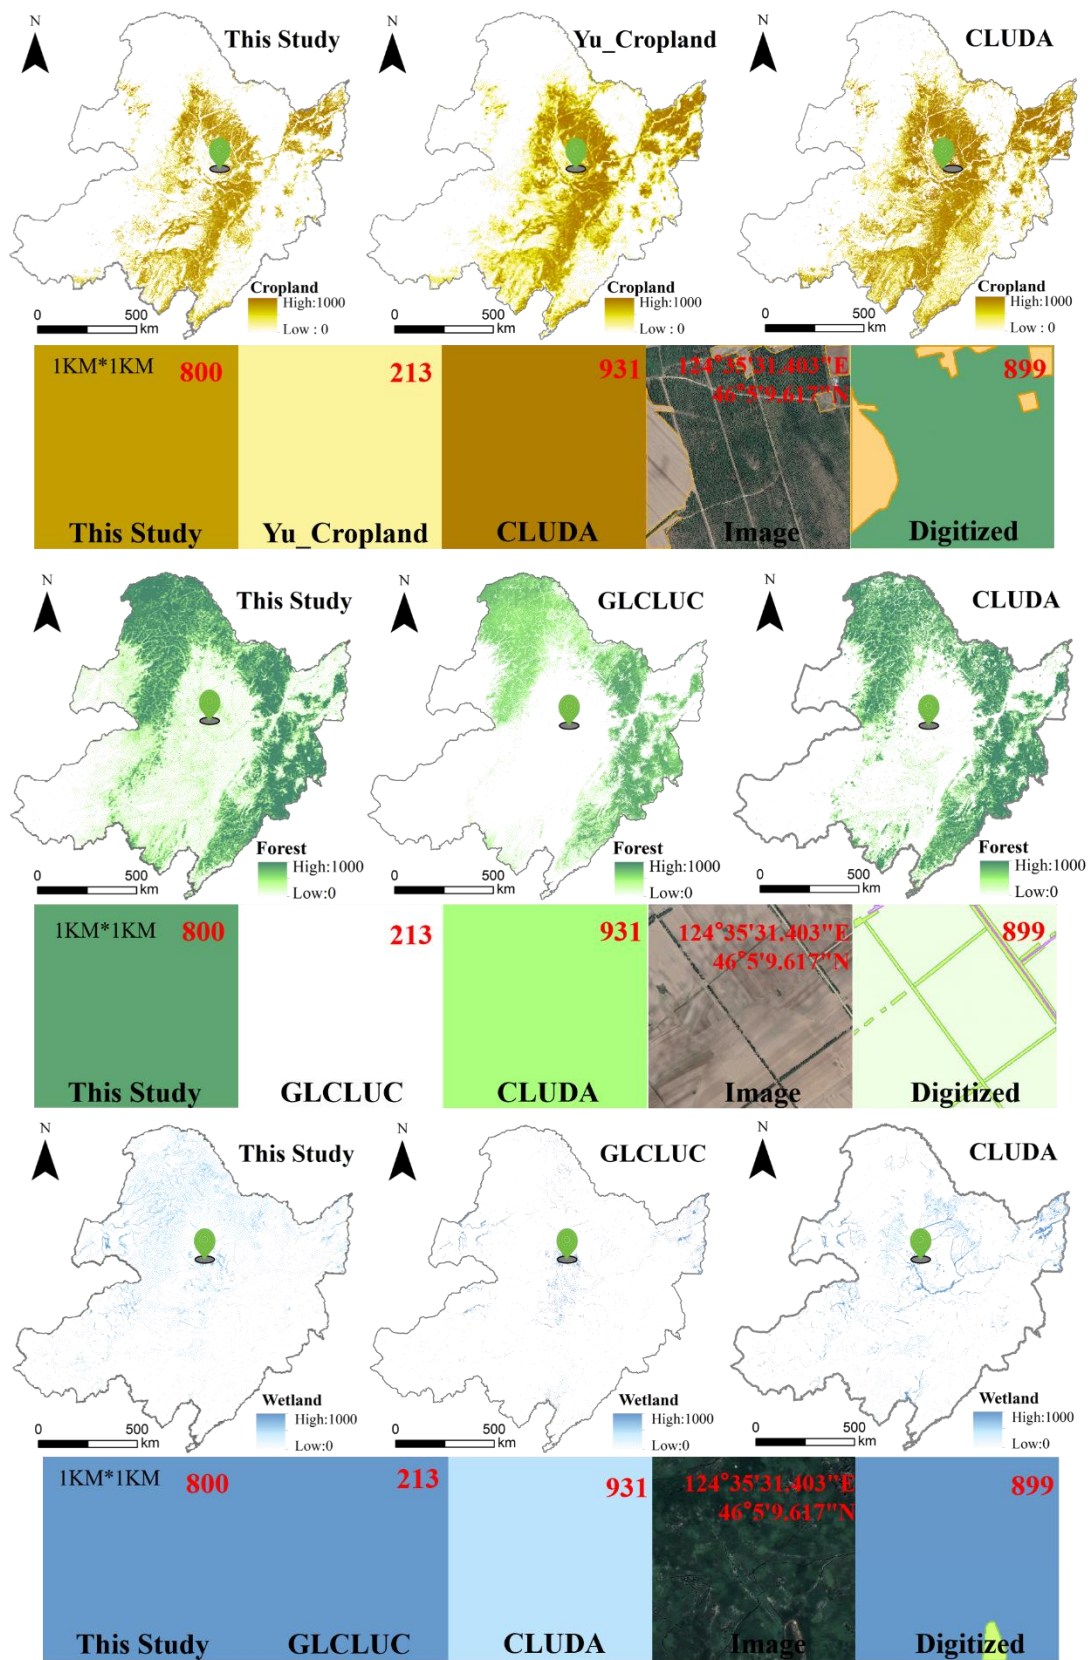 N
This Study
N
Yu_Cropland
N
CLUDA
Cropland
High:1000
Low : 0
0 500
km
Cropland
High:1000
Low : 0
0 500
km
Cropland
High:1000
Low : 0
0 500
km
1KM*1KM 800
This Study
213
Yu_Cropland
931
CLUDA
124°35'31.403"E
46°5'9.617"N
Image
899
Digitized
N
This Study
N
GLCLUC
N
CLUDA
Forest
High:1000
Low:0
0 500
km
Forest
High:1000
Low:0
0 500
km
Forest
High:1000
Low:0
0 500
km
1KM*1KM 800
This Study
213
GLCLUC
931
CLUDA
124°35'31.403"E
46°5'9.617"N
Image
899
Digitized
N
This Study
N
GLCLUC
N
CLUDA
Wetland
High:1000
Low:0
0 500
km
Wetland
High:1000
Low:0
0 500
km
Wetland
High:1000
Low:0
0 500
km
1KM*1KM 800
This Study
213
GLCLUC
931
CLUDA
124°35'31.403"E
46°5'9.617"N
Image
899
Digitized